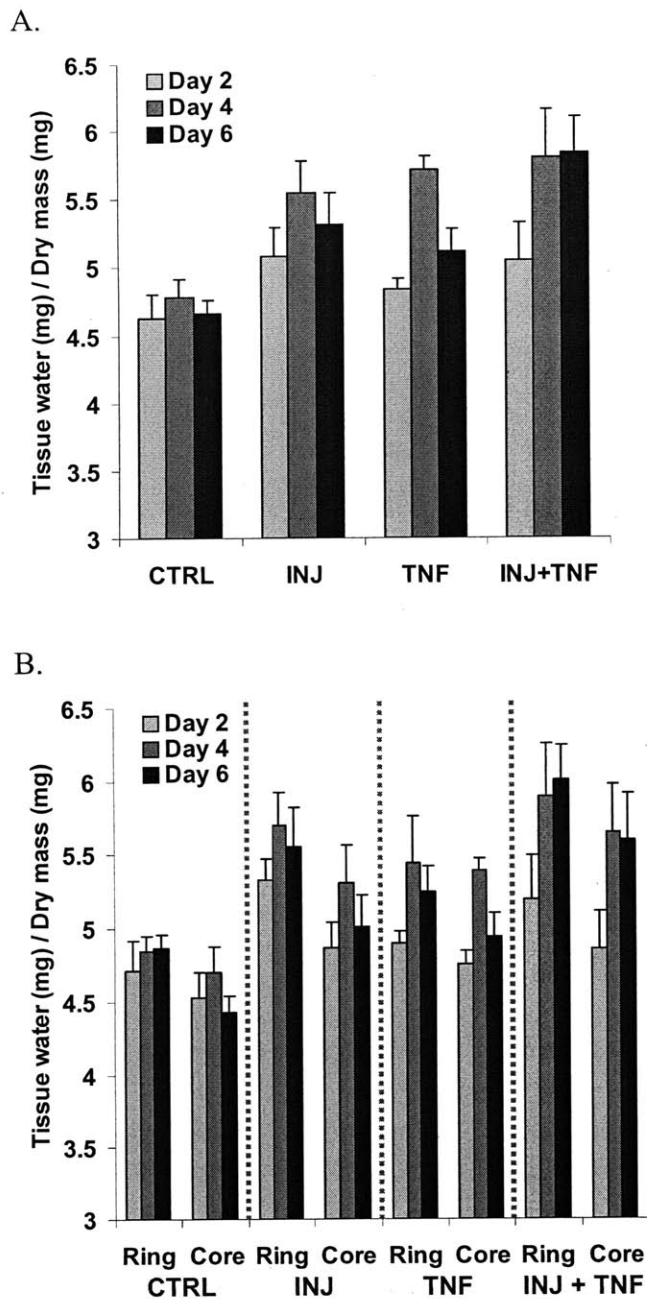 A.
6.5
6
5.5
5
4.5
4
3.5
3
Tissue water (mg) / Dry mass (mg)
Day 2
Day 4
Day 6
CTRL INJ TNF INJ+TNF
B.
6.5
6
5.5
5
4.5
4
3.5
3
Tissue water (mg) / Dry mass (mg)
Day 2
Day 4
Day 6
Ring Core Ring Core Ring Core Ring Core
CTRL INJ TNF INJ + TNF